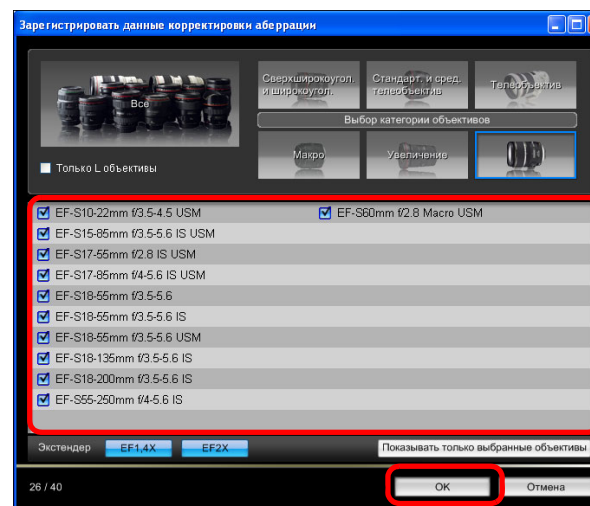 Зарегистрировать данные корректировки аберрации
Все
Сверхширокоугол. и широкоугол.
Стандарт. и сред. телеобъектив
Телеобъектив
Выбор категории объективов
Только L объективы
Макро
Увеличение
EF-S10-22mm f/3.5-4.5 USM
EF-S60mm f/2.8 Macro USM
EF-S15-85mm f/3.5-5.6 IS USM
EF-S17-55mm f/2.8 IS USM
EF-S17-85mm f/4-5.6 IS USM
EF-S18-55mm f/3.5-5.6
EF-S18-55mm f/3.5-5.6 IS
EF-S18-55mm f/3.5-5.6 USM
EF-S18-135mm f/3.5-5.6 IS
EF-S18-200mm f/3.5-5.6 IS
EF-S55-250mm f/4-5.6 IS
Экстендер EF1,4X EF2X Показывать только выбранные объективы
26 / 40 OK Отмена